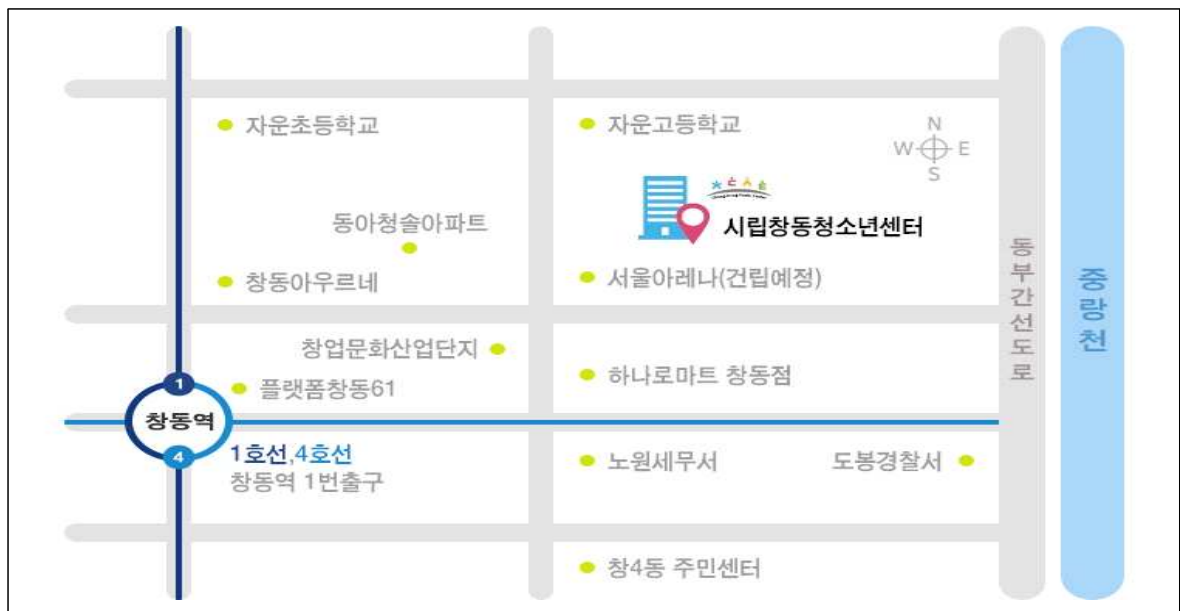 자운초등학교
자운고등학교
N
W E
S
동아청솔아파트
시립창동청소년센터
창동아우르네
서울아레나(건립예정)
동부간선도로
중랑천
창업문화산업단지
플랫폼창동61
하나로마트 창동점
1
창동역
4
1호선,4호선
창동역 1번출구
노원세무서
도봉경찰서
창4동 주민센터